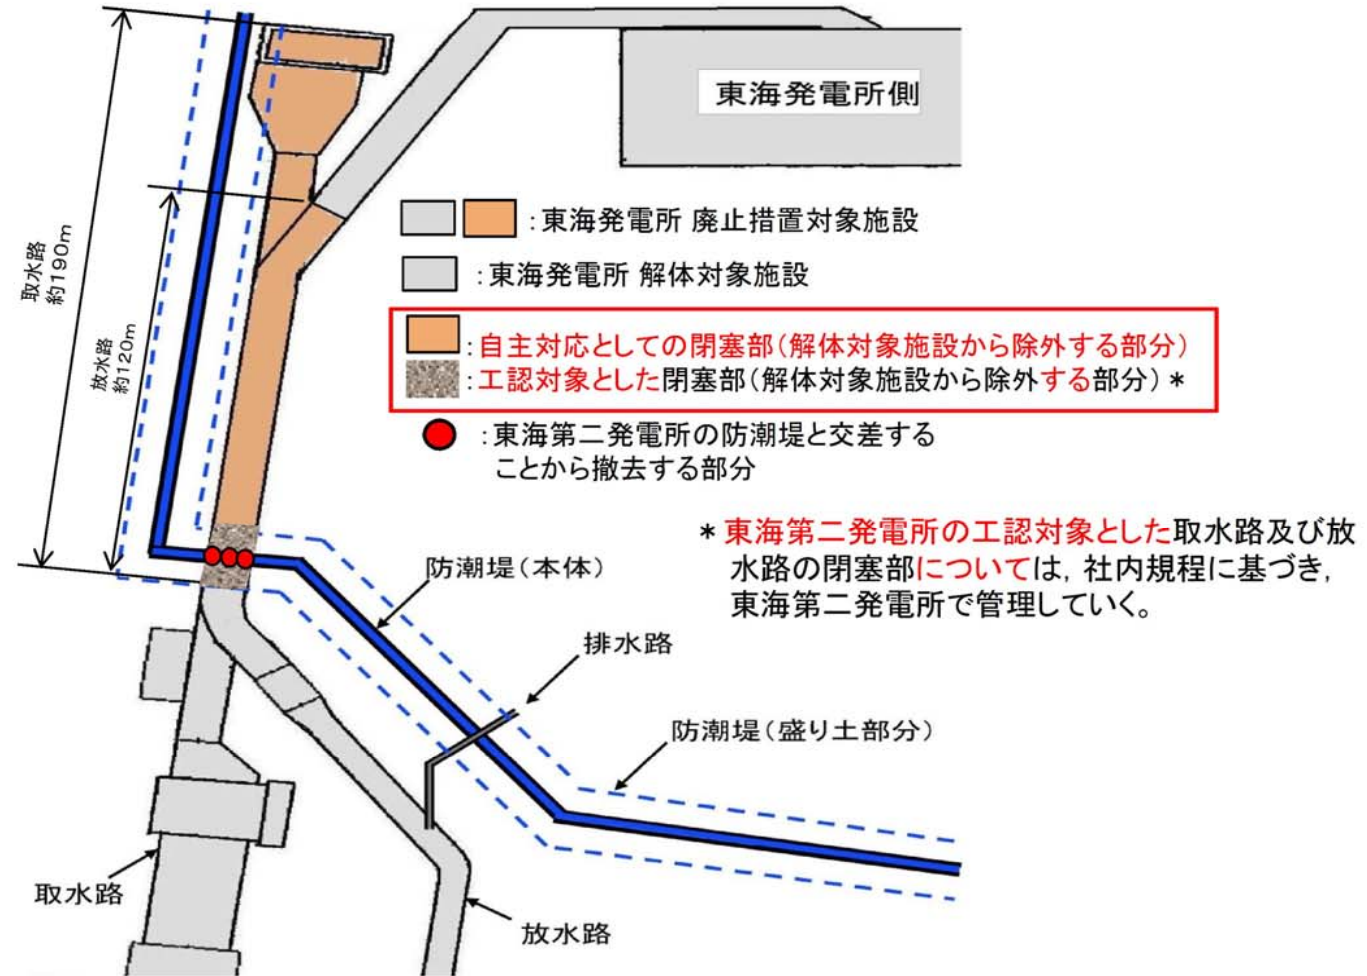 東海発電所側
取水路
約190m
放水路
約120m
：東海発電所 廃止措置対象施設
：東海発電所 解体対象施設
：自主対応としての閉塞部(解体対象施設から除外する部分)
：工認対象とした閉塞部(解体対象施設から除外する部分)＊
：東海第二発電所の防潮堤と交差する
ことから撤去する部分
＊東海第二発電所の工認対象とした取水路及び放
水路の閉塞部については，社内規程に基づき，
東海第二発電所で管理していく。
防潮堤(本体)
排水路
防潮堤(盛り土部分)
取水路
放水路